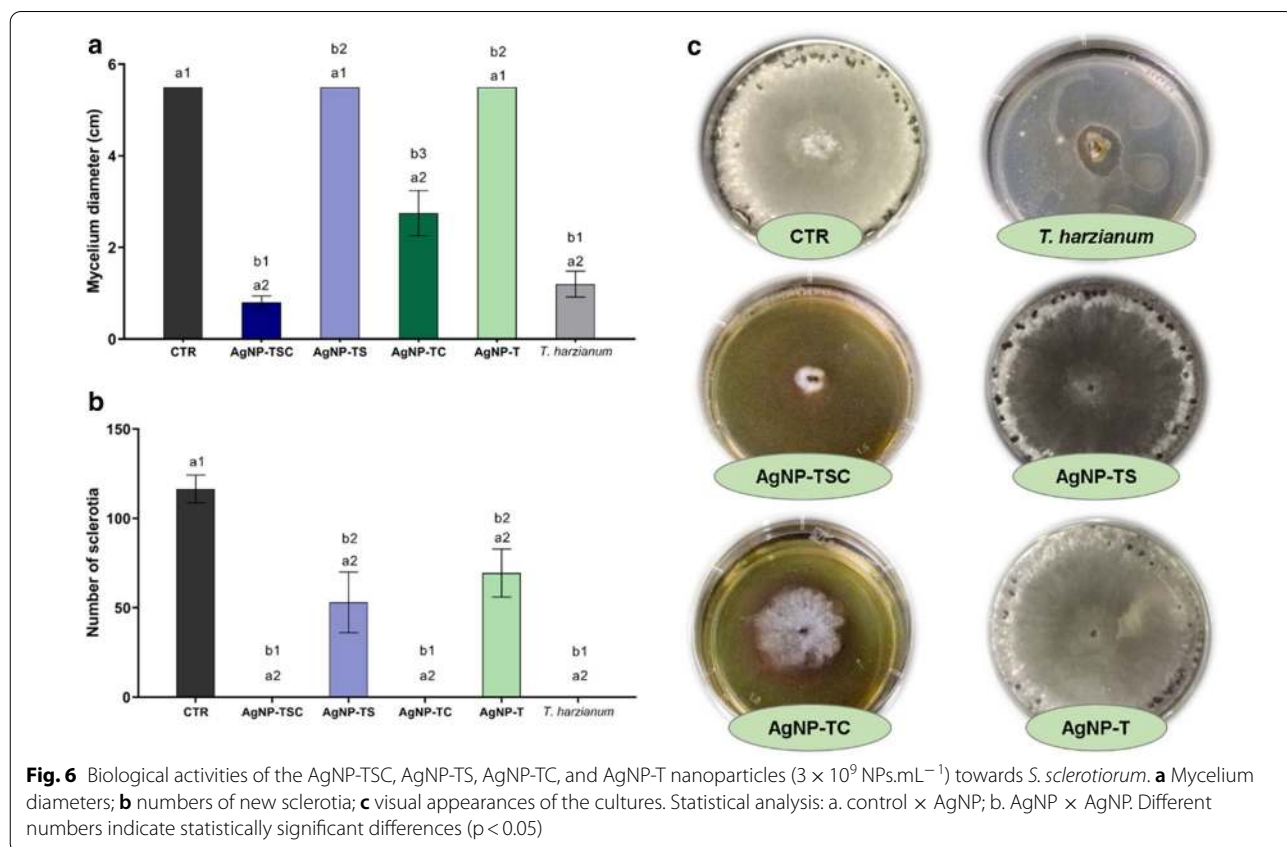 a
Mycelium diameter (cm)
6
4
2
0
a1
b1
a2
b2
a1
b3
a2
b2
a1
b1
a2
CTR AgNP-TSC AgNP-TS AgNP-TC AgNP-T T. harzianum
b
Number of sclerotia
150
100
50
0
a1
b1
a2
b2
a2
b1
a2
b2
a2
b1
a2
CTR AgNP-TSC AgNP-TS AgNP-TC AgNP-T T. harzianum
c
CTR T. harzianum
AgNP-TSC AgNP-TS
AgNP-TC AgNP-T
Fig. 6 Biological activities of the AgNP-TSC, AgNP-TS, AgNP-TC, and AgNP-T nanoparticles (3 × 10⁹ NPs.mL⁻¹) towards S. sclerotiorum. a Mycelium
diameters; b numbers of new sclerotia; c visual appearances of the cultures. Statistical analysis: a. control × AgNP; b. AgNP × AgNP. Different
numbers indicate statistically significant differences (p < 0.05)